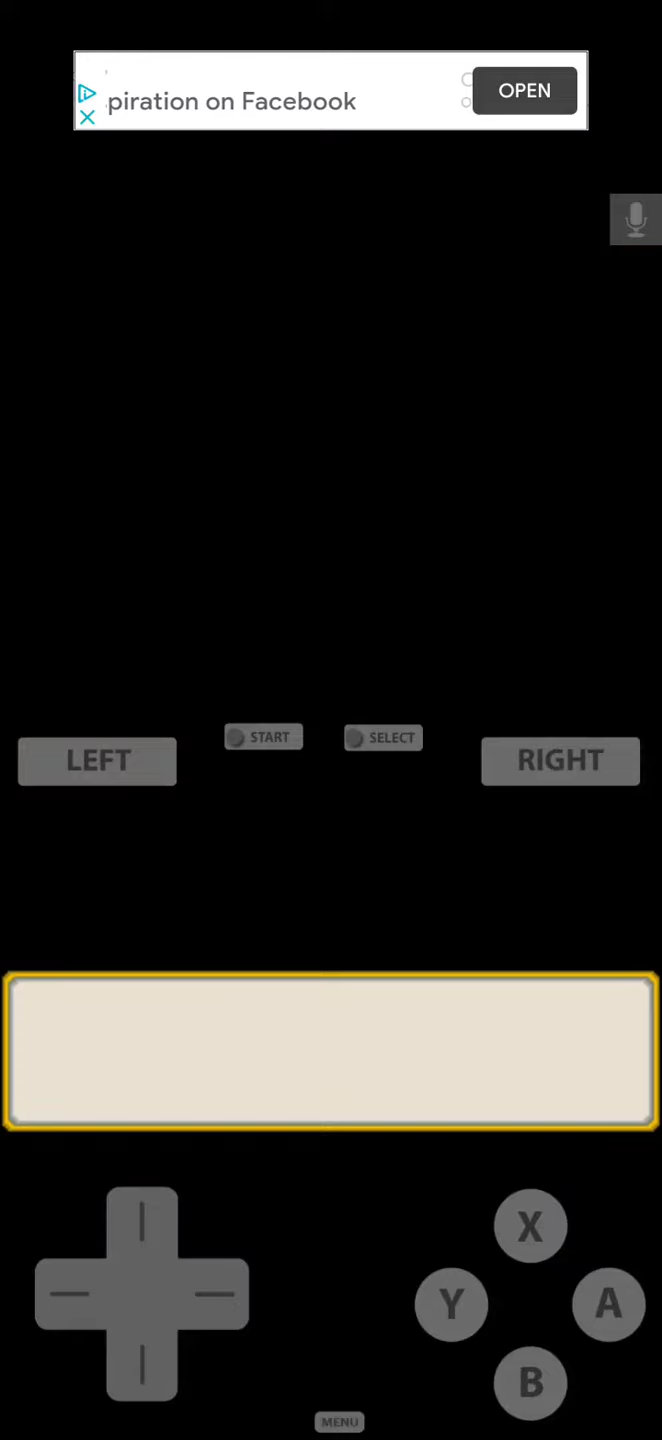 piration on Facebook
OPEN
START
SELECT
LEFT
RIGHT
X
Y
A
B
MENU